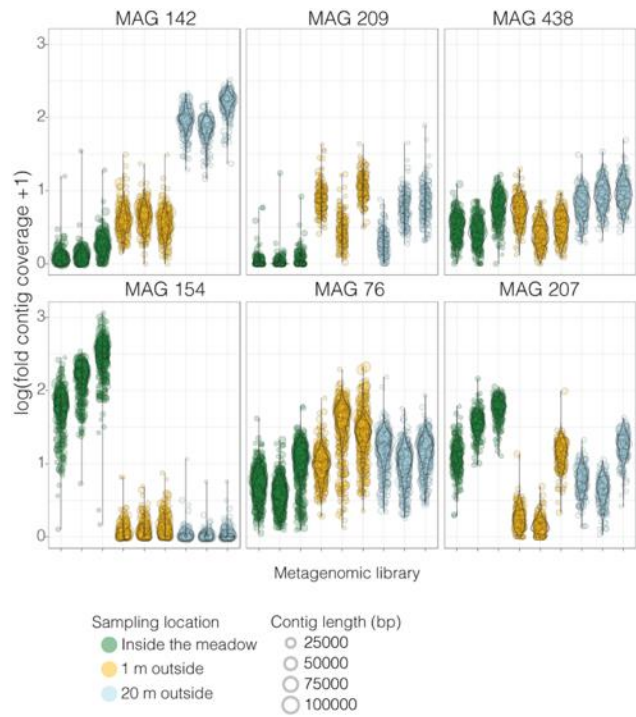 MAG 142 MAG 209 MAG 438
3
2
1
0
MAG 154 MAG 76 MAG 207
3
2
1
0
log(fold contig coverage +1)
Metagenomic library
Sampling location
Inside the meadow
1 m outside
20 m outside
Contig length (bp)
25000
50000
75000
100000